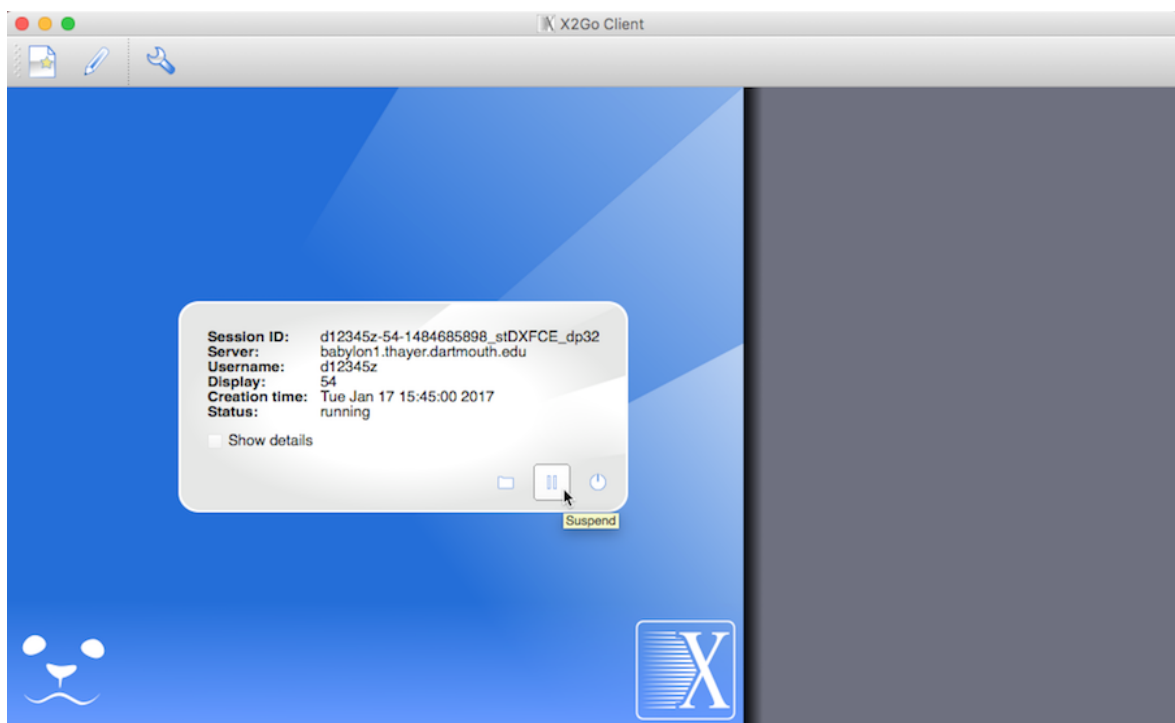 X2Go Client
Session ID: d12345z-54-1484685898_stDXFCE_dp32
Server: babylon1.thayer.dartmouth.edu
Username: d12345z
Display: 54
Creation time: Tue Jan 17 15:45:00 2017
Status: running
Show details
Suspend
X